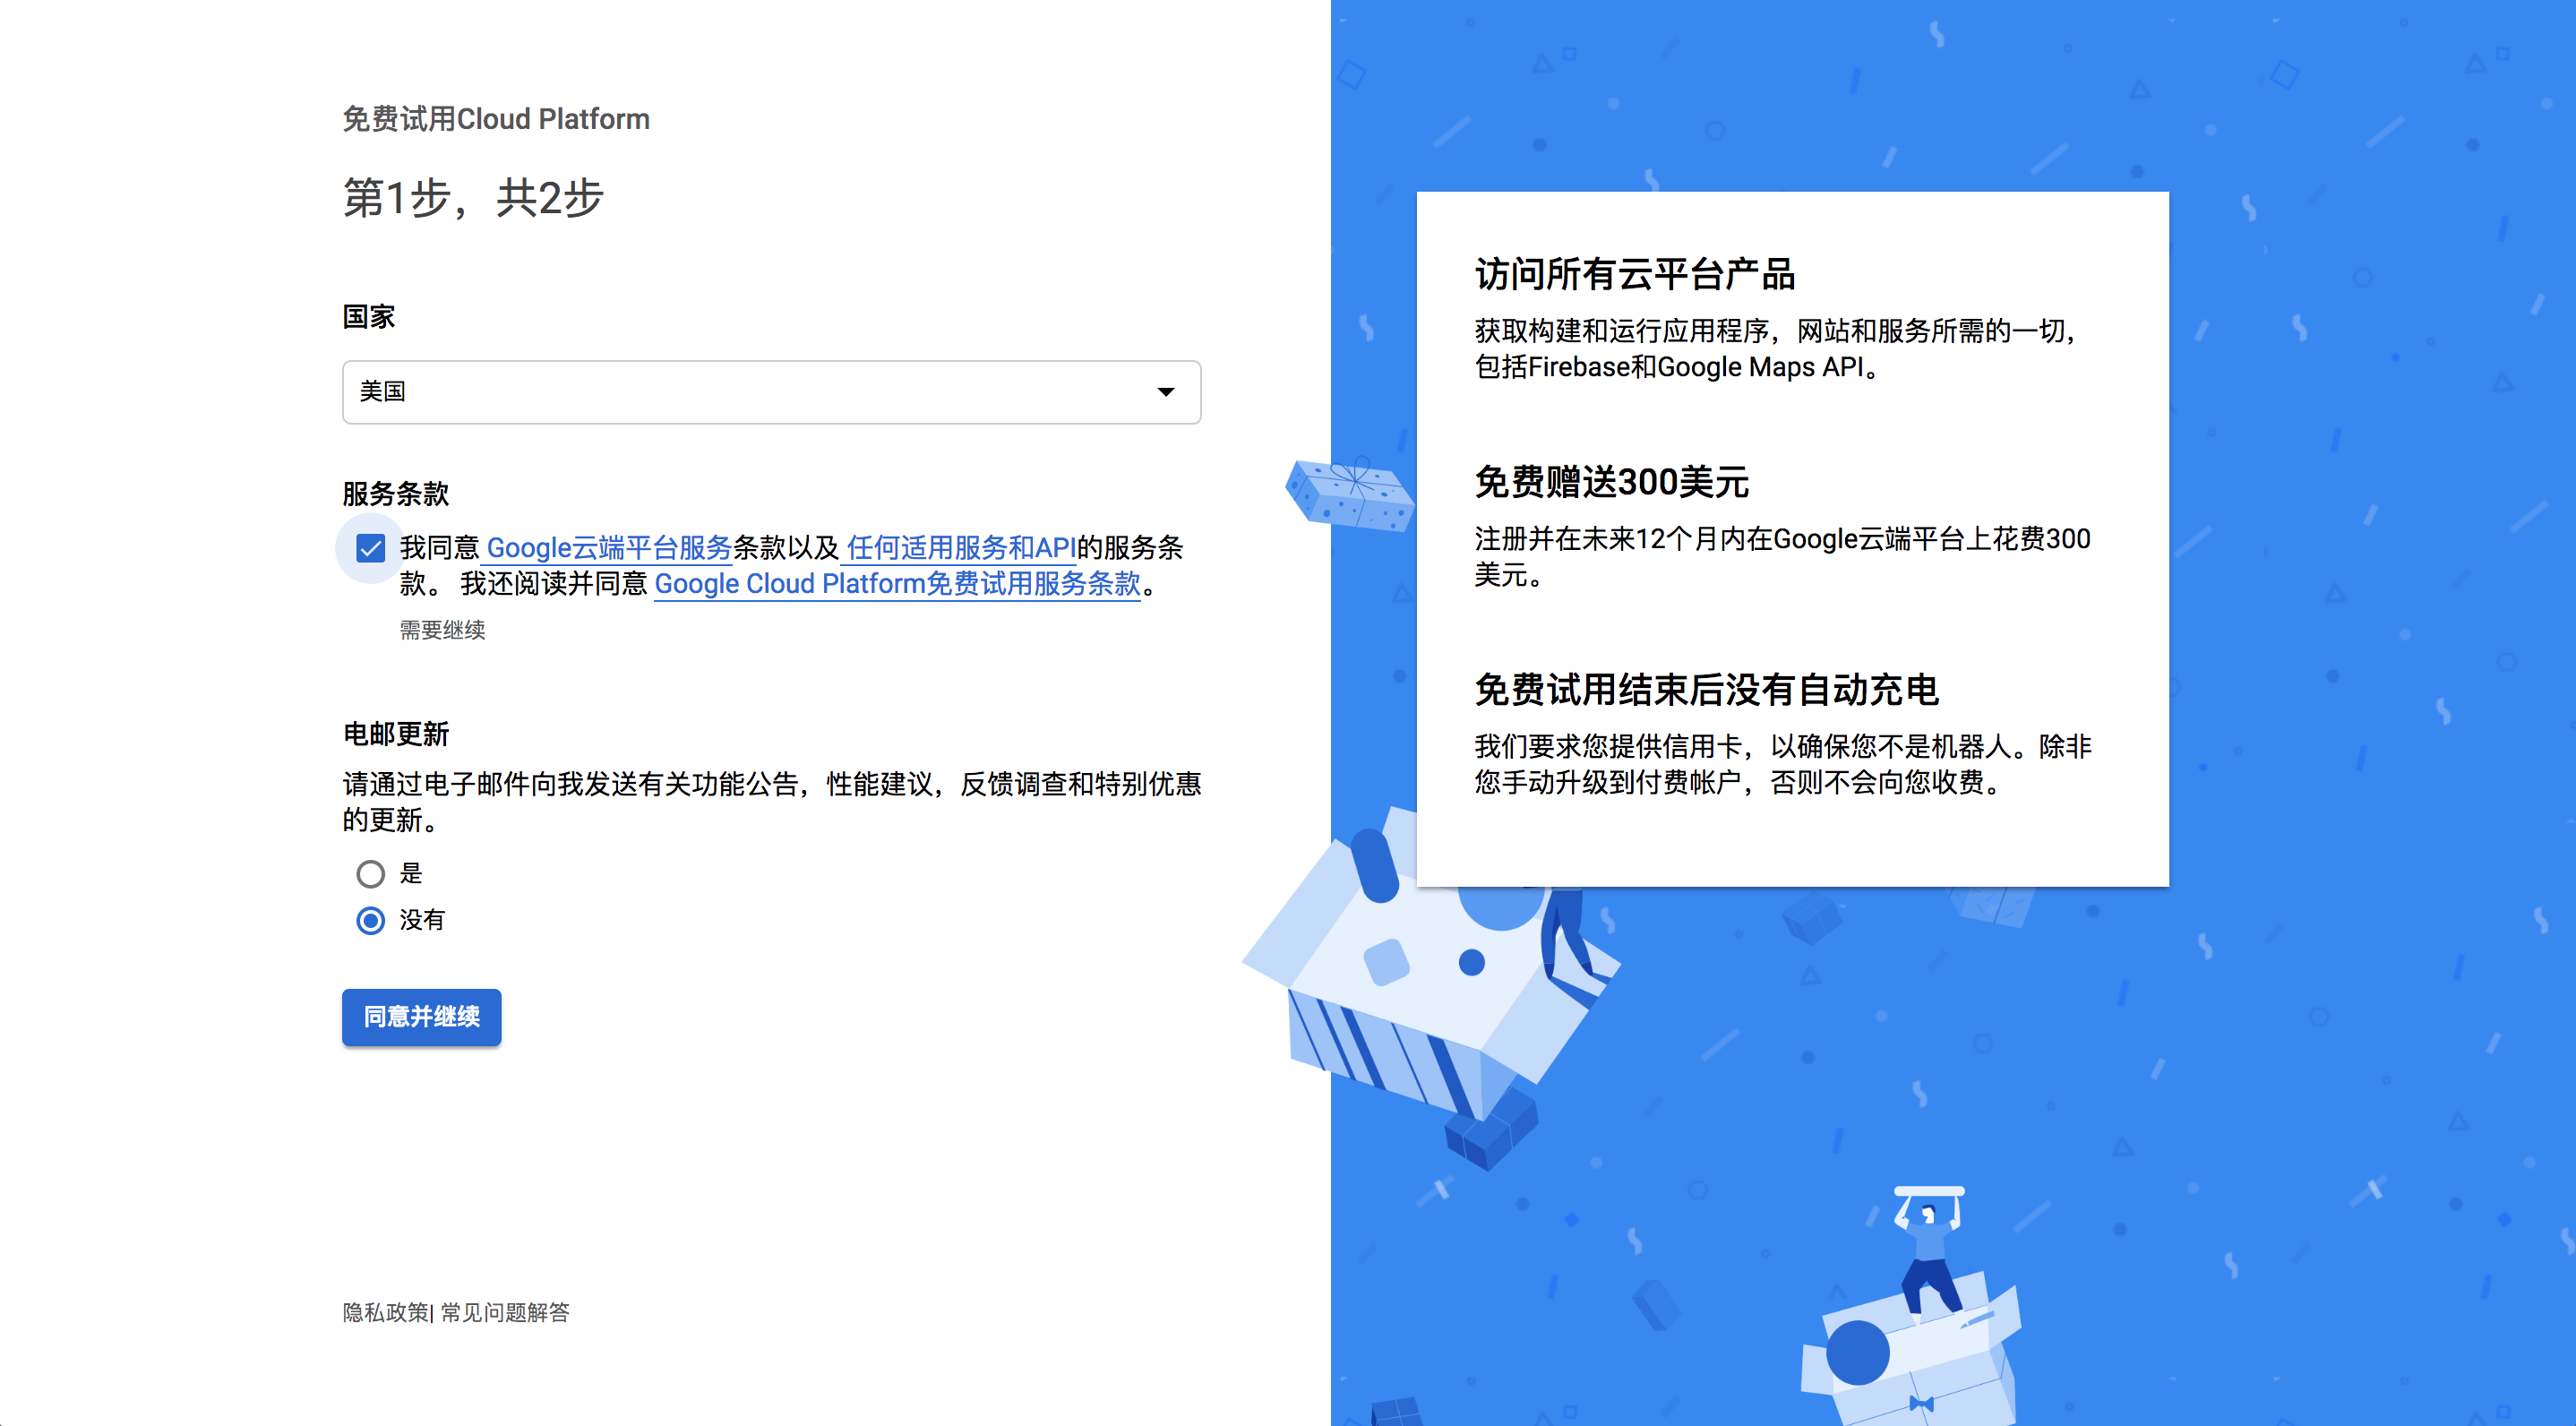 免费试用Cloud Platform
第1步，共2步
国家
美国
服务条款
我同意 Google云端平台服务条款以及 任何适用服务和API的服务条
款。 我还阅读并同意 Google Cloud Platform免费试用服务条款。
需要继续
电邮更新
请通过电子邮件向我发送有关功能公告，性能建议，反馈调查和特别优惠
的更新。
是
没有
同意并继续
隐私政策| 常见问题解答
访问所有云平台产品
获取构建和运行应用程序，网站和服务所需的一切，
包括Firebase和Google Maps API。
免费赠送300美元
注册并在未来12个月内在Google云端平台上花费300
美元。
免费试用结束后没有自动充电
我们要求您提供信用卡，以确保您不是机器人。除非
您手动升级到付费帐户，否则不会向您收费。